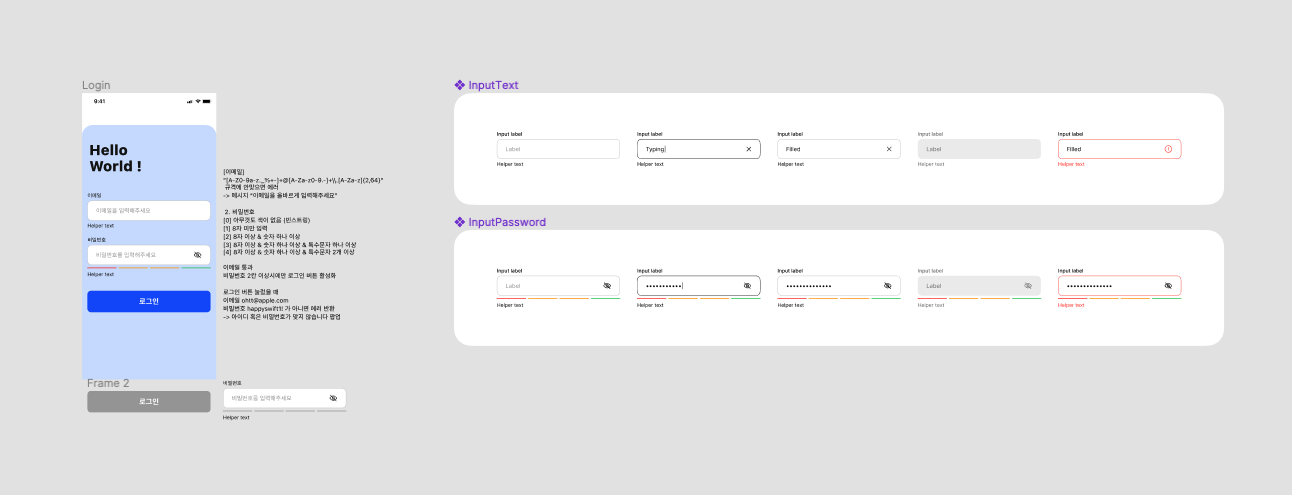 Login
9:41
Hello
World !
이메일
이메일을 입력해주세요
Helper text
비밀번호
비밀번호를 입력해주세요
Helper text
로그인
[이메일]
규격에 안맞으면 에러
-> 메시지 "이메일을 올바르게 입력해주세요"
2. 비밀번호
[0] 아무것도 색이 없음 (민스트링)
[1] 8자 미만 입력
[2] 8자 이상 & 숫자 하나 이상
[3] 8자 이상 & 숫자 하나 이상 & 특수문자 하나 이상
[4] 8자 이상 & 숫자 하나 이상 & 특수문자 2개 이상
이메일 통과
비밀번호 2칸 이상시에만 로그인 버튼 활성화
로그인 버튼 눌렀을 때
이메일 ohtt@apple.com
비밀번호 happyswift1! 가 아니면 에러 반환
-> 아이디 혹은 비밀번호가 맞지 않습니다 팝업
Frame 2
로그인
비밀번호
비밀번호를 입력해주세요
Helper text
InputText
Input label
Label
Helper text
Input label
Typing
Helper text
Input label
Filled
Helper text
Input label
Label
Helper text
Input label
Filled
Helper text
InputPassword
Input label
Label
Helper text
Input label
••••••••••••
Helper text
Input label
••••••••••••••
Helper text
Input label
Label
Helper text
Input label
••••••••••••••
Helper text